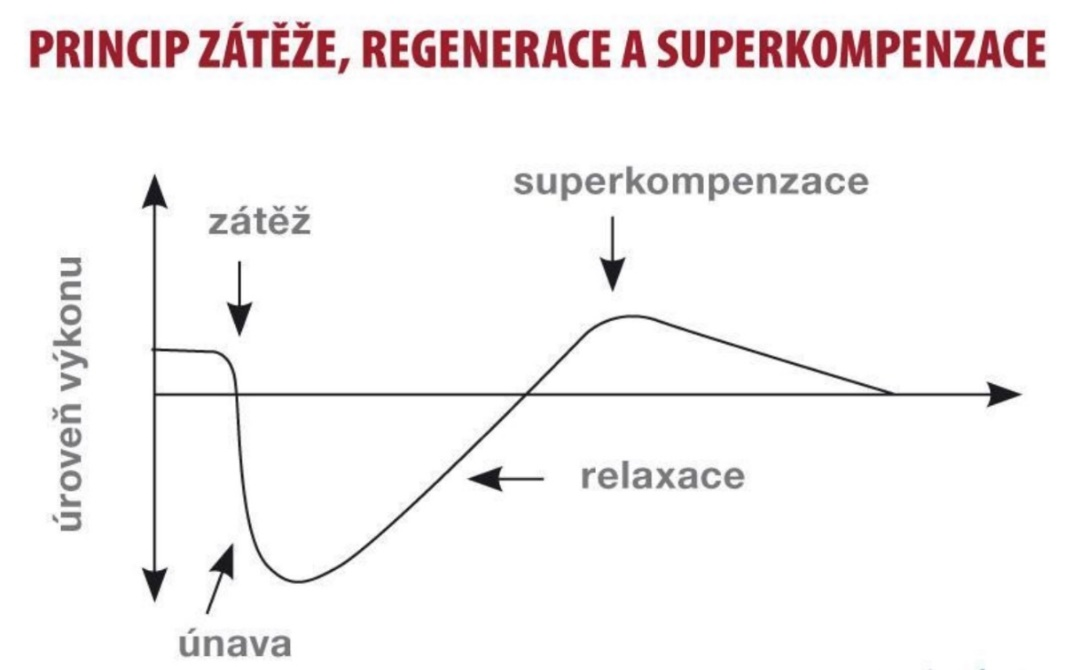 PRINCIP ZÁTĚŽE, REGENERACE A SUPERKOMPENZACE
superkompenzace
zátěž
úroveň výkonu
relaxace
únava